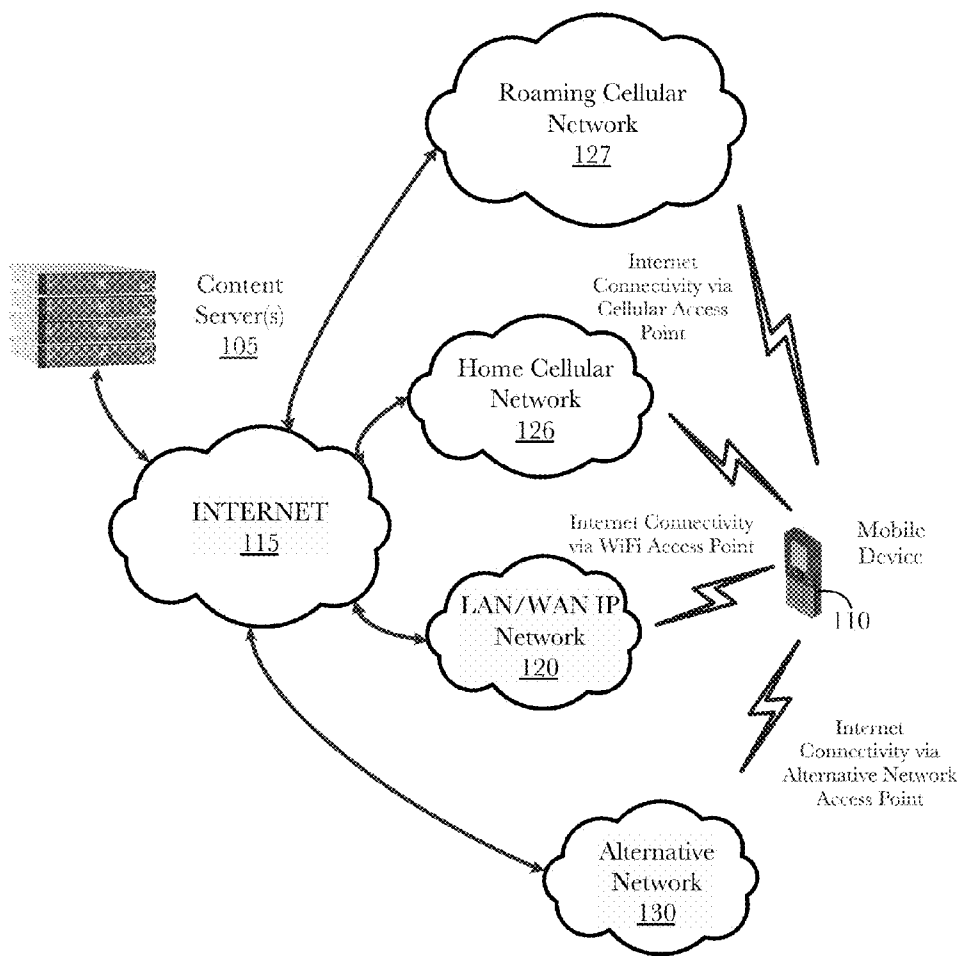 Roaming Cellular
Network
127
Internet
Connectivity via
Cellular Access
Point
Content
Server(s)
105
Home Cellular
Network
126
INTERNET
115
Internet Connectivity
via WiFi Access Point
Mobile
Device
110
LAN/WAN IP
Network
120
Internet
Connectivity via
Alternative Network
Access Point
Alternative
Network
130